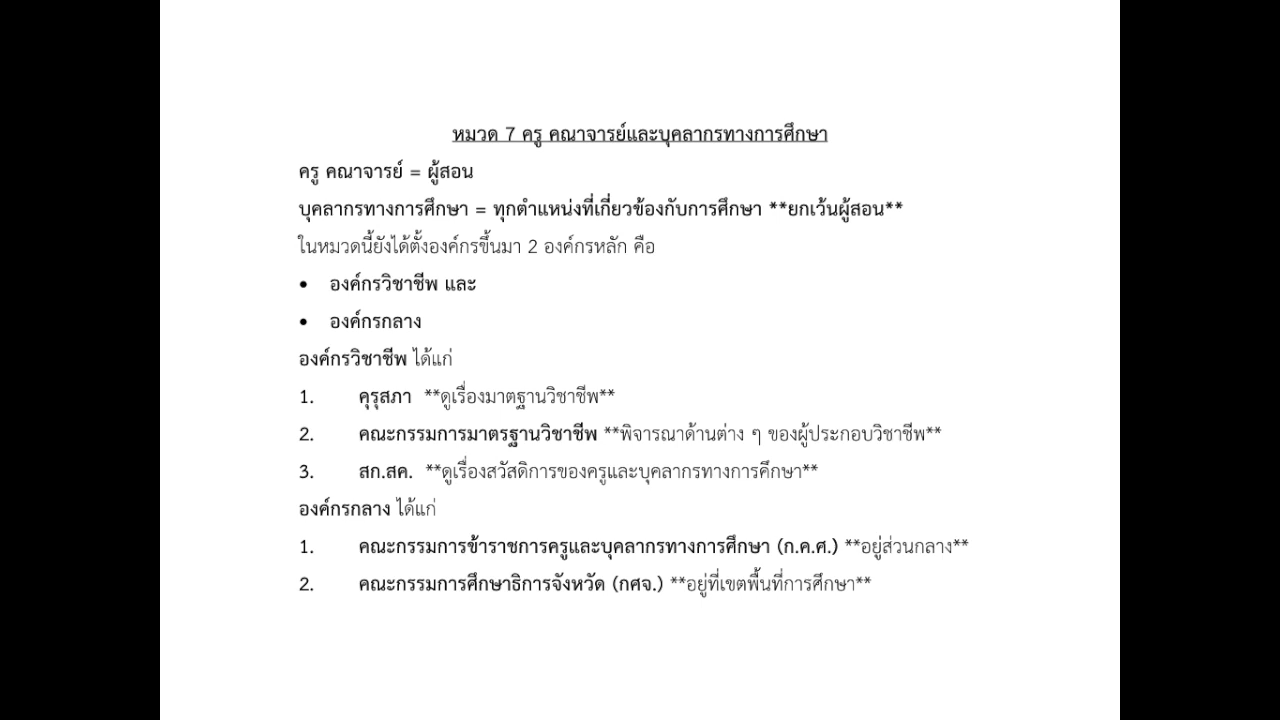 หมวด 7 ครู คณาจารย์และบุคลากรทางการศึกษา
ครู คณาจารย์ = ผู้สอน
บุคลากรทางการศึกษา = ทุกตำแหน่งที่เกี่ยวข้องกับการศึกษา **ยกเว้นผู้สอน**
ในหมวดนี้ยังได้ตั้งองค์กรขึ้นมา 2 องค์กรหลัก คือ
• องค์กรวิชาชีพ และ
• องค์กรกลาง
องค์กรวิชาชีพ ได้แก่
1. คุรุสภา **ดูเรื่องมาตฐานวิชาชีพ**
2. คณะกรรมการมาตรฐานวิชาชีพ **พิจารณาด้านต่าง ๆ ของผู้ประกอบวิชาชีพ**
3. สก.สค. **ดูเรื่องสวัสดิการของครูและบุคลากรทางการคึกษา**
องค์กรกลาง ได้แก่
1. คณะกรรมการข้าราชการครูและบุคลากรทางการศึกษา (ก.ค.ศ.) **อยู่ส่วนกลาง**
2. คณะกรรมการศึกษาธิการจังหวัด (กศจ.) **อยู่ที่เขตพื้นที่การศึกษา**